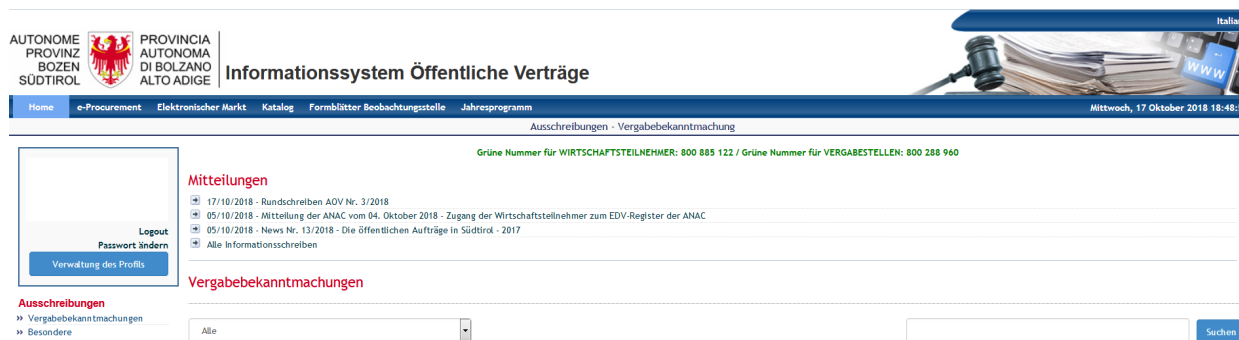 Italia
AUTONOME PROVINZ BOZEN SÜDTIROL
PROVINCIA AUTONOMA DI BOLZANO ALTO ADIGE
Informationssystem Öffentliche Verträge
www
Home e-Procurement Elektronischer Markt Katalog Formblätter Beobachtungsstelle Jahresprogramm Mittwoch, 17 Oktober 2018 18:48:
Ausschreibungen - Vergabebekanntmachung
Grüne Nummer für WIRTSCHAFTSTEILNEHMER: 800 885 122 / Grüne Nummer für VERGABESTELLEN: 800 288 960
Mitteilungen
17/10/2018 - Rundschreiben AOV Nr. 3/2018
05/10/2018 - Mitteilung der ANAC vom 04. Oktober 2018 - Zugang der Wirtschaftsteilnehmer zum EDV-Register der ANAC
05/10/2018 - News Nr. 13/2018 - Die öffentlichen Aufträge in Südtirol - 2017
Alle Informationsschreiben
Logout
Passwort ändern
Verwaltung des Profils
Vergabebekanntmachungen
Ausschreibungen
Vergabebekanntmachungen
Besondere
Alle
Suchen